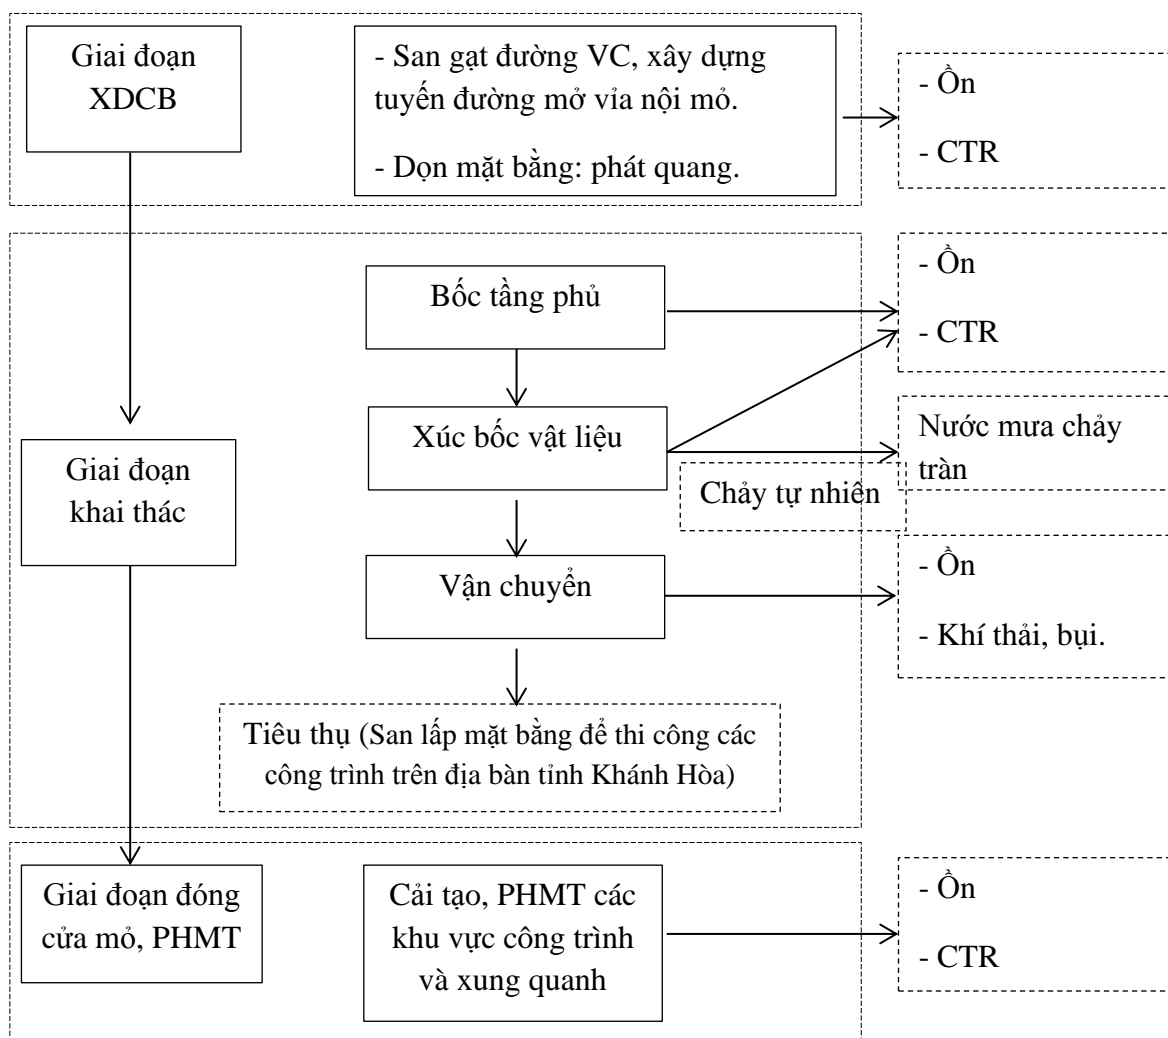 Giai đoạn
XDCB
- San gạt đường VC, xây dựng
tuyến đường mở vỉa nội mỏ.
- Dọn mặt bằng: phát quang.
- Ồn
- CTR
Bốc tầng phủ
- Ồn
- CTR
Xúc bốc vật liệu
Nước mưa chảy
tràn
Chảy tự nhiên
Giai đoạn
khai thác
Vận chuyển
- Ồn
- Khí thải, bụi.
Tiêu thụ (San lấp mặt bằng để thi công các
công trình trên địa bàn tỉnh Khánh Hòa)
Giai đoạn đóng
cửa mỏ, PHMT
Cải tạo, PHMT các
khu vực công trình
và xung quanh
- Ồn
- CTR